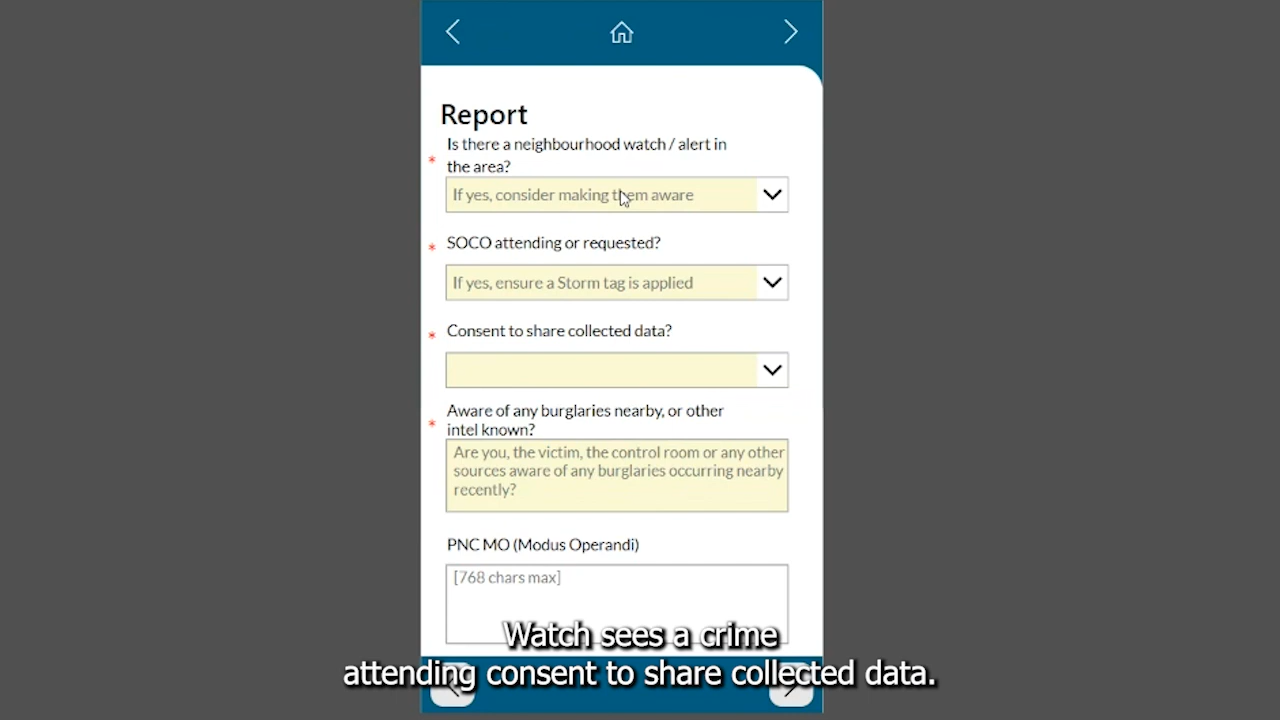 Report
Is there a neighbourhood watch / alert in
* the area?
If yes, consider making them aware
* SOCO attending or requested?
If yes, ensure a Storm tag is applied
* Consent to share collected data?
Aware of any burglaries nearby, or other
* intel known?
Are you, the victim, the control room or any other
sources aware of any burglaries occurring nearby
recently?
PNC MO (Modus Operandi)
[768 chars max]
Watch sees a crime
attending consent to share collected data.